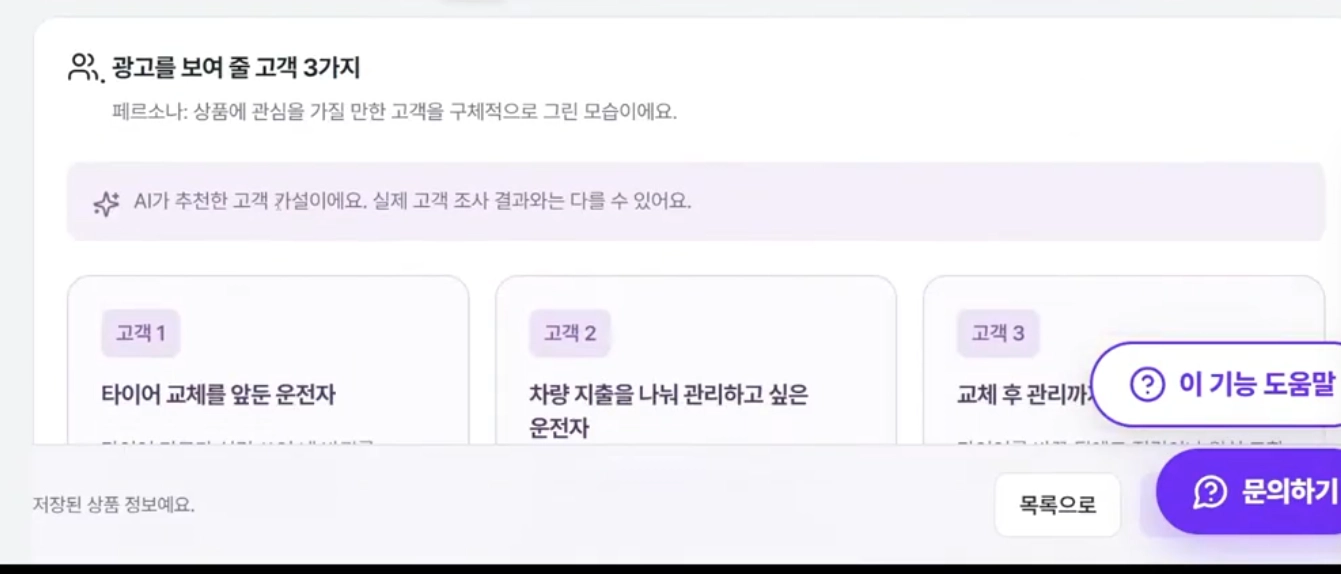 광고를 보여 줄 고객 3가지
페르소나: 상품에 관심을 가질 만한 고객을 구체적으로 그린 모습이에요.
AI가 추천한 고객 가설이에요. 실제 고객 조사 결과와는 다를 수 있어요.
고객 1
타이어 교체를 앞둔 운전자
고객 2
차량 지출을 나눠 관리하고 싶은
운전자
고객 3
교체 후 관리까지
이 기능 도움말
저장된 상품 정보예요.
목록으로
문의하기